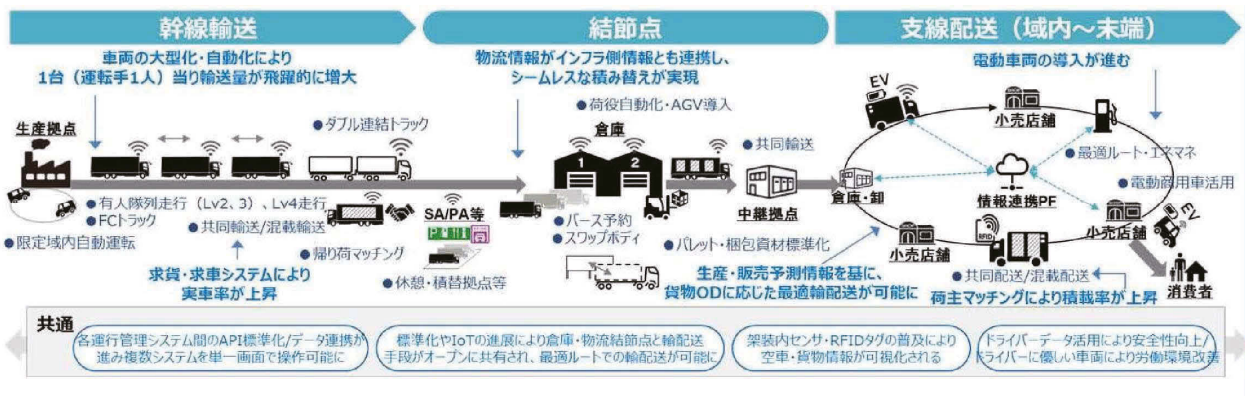 幹線輸送
結節点
支線配送（域内～末端）
車両の大型化・自動化により
1台（運転手1人）当り輸送量が飛躍的に増大
物流情報がインフラ側情報とも連携し、
シームレスな積み替えが実現
電動車両の導入が進む
生産拠点
●ダブル連結トラック
●有人隊列走行（Lv2、3）、Lv4走行
●FCトラック
●限定域内自動運転
●共同輸送/混載輸送
●帰り荷マッチング
求貨・求車システムにより
実車率が上昇
SA/PA等
P
●休憩・積替拠点等
●荷役自動化・AGV導入
倉庫
1
2
●バース予約
●スワップボディ
●共同輸送
中継拠点
●パレット・梱包資材標準化
生産・販売予測情報を基に、
貨物ODに応じた最適輸配送が可能に
EV
小売店舗
●最適ルート・エネマネ
倉庫・卸
情報連携PF
●電動商用車活用
小売店舗
RFID
小売店舗
EV
●共同配送/混載配送
荷主マッチングにより積載率が上昇
消費者
共通
各運行管理システム間のAPI標準化/データ連携が
進み複数システムを単一画面で操作可能に
標準化やIoTの進展により倉庫・物流結節点と輸配送
手段がオープンに共有され、最適ルートでの輸配送が可能に
架装内センサ・RFIDタグの普及により
空車・貨物情報が可視化される
ドライバーデータ活用により安全性向上/
ドライバーに優しい車両により労働環境改善